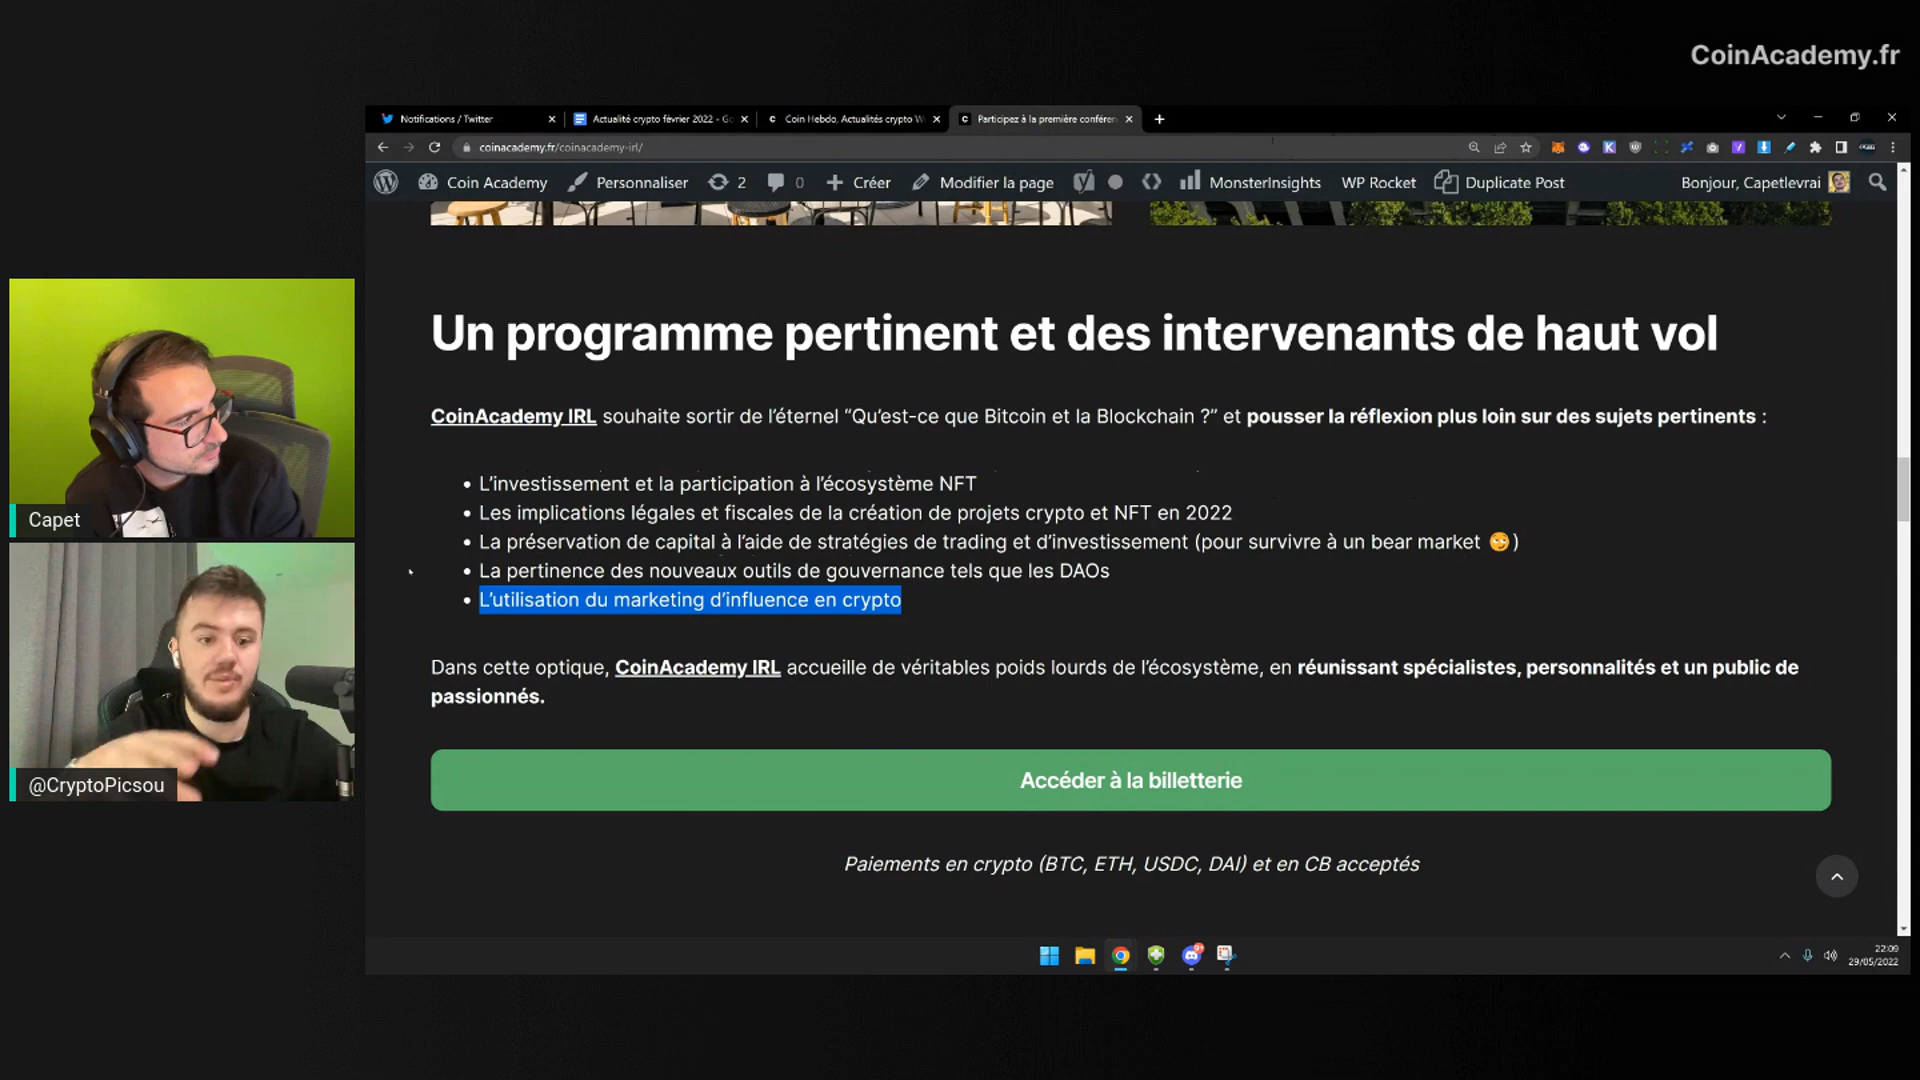 CoinAcademy.fr
Notifications / Twitter
Actualité crypto février 2022 - Go
Coin Hebdo, Actualités crypto W
Participez à la première conféren
coinacademy.fr/coinacademy-irl/
Coin Academy
Personnaliser
2
0
Créer
Modifier la page
MonsterInsights
WP Rocket
Duplicate Post
Bonjour, Capetlevrai
Un programme pertinent et des intervenants de haut vol
CoinAcademy IRL souhaite sortir de l’éternel “Qu’est-ce que Bitcoin et la Blockchain ?” et pousser la réflexion plus loin sur des sujets pertinents :
• L’investissement et la participation à l’écosystème NFT
• Les implications légales et fiscales de la création de projets crypto et NFT en 2022
• La préservation de capital à l’aide de stratégies de trading et d’investissement (pour survivre à un bear market 🙄)
• La pertinence des nouveaux outils de gouvernance tels que les DAOs
• L’utilisation du marketing d’influence en crypto
Dans cette optique, CoinAcademy IRL accueille de véritables poids lourds de l’écosystème, en réunissant spécialistes, personnalités et un public de
passionnés.
Accéder à la billetterie
Paiements en crypto (BTC, ETH, USDC, DAI) et en CB acceptés
Capet
@CryptoPicsou
22:09
29/05/2022